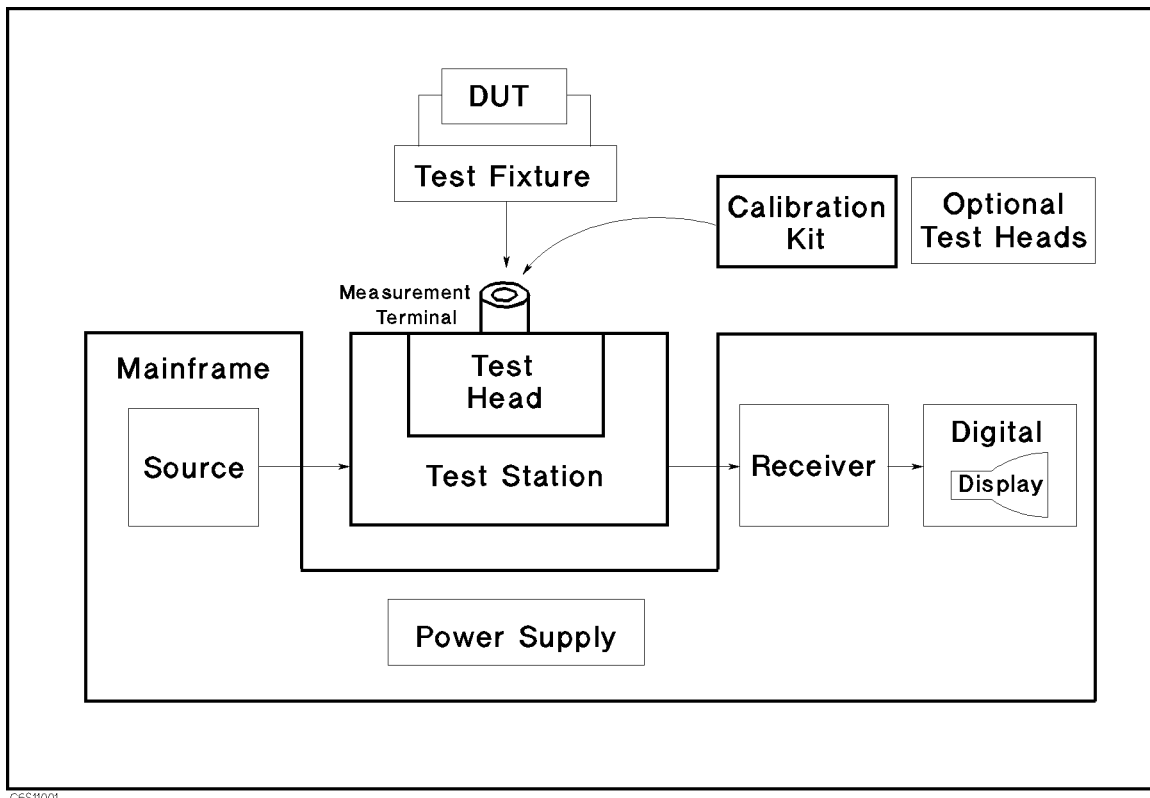 DUT
Test Fixture
Calibration
Kit
Optional
Test Heads
Measurement
Terminal
Mainframe
Test
Head
Source
Test Station
Receiver
Digital
Display
Power Supply